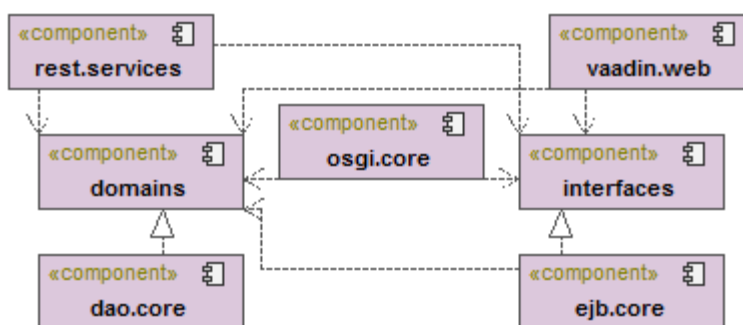 «component»
rest.services
«component»
vaadin.web
«component»
osgi.core
«component»
domains
«component»
interfaces
«component»
dao.core
«component»
ejb.core